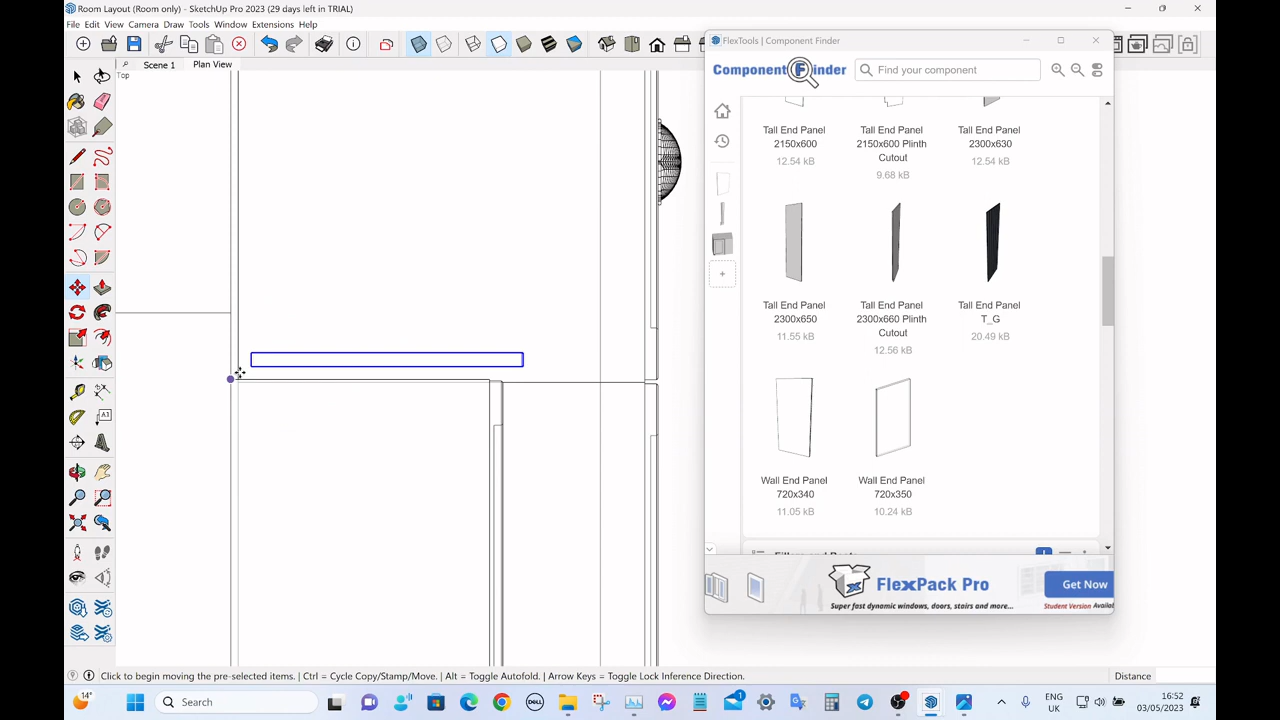 Room Layout (Room only) - SketchUp Pro 2023 (29 days left in TRIAL)
File Edit View Camera Draw Tools Window Extensions Help
Scene 1 Plan View
Top
FlexTools | Component Finder
Component Finder
Find your component
Tall End Panel 2150x600
12.54 kB
Tall End Panel 2150x600 Plinth Cutout
9.68 kB
Tall End Panel 2300x630
12.54 kB
Tall End Panel 2300x650
11.55 kB
Tall End Panel 2300x660 Plinth Cutout
12.56 kB
Tall End Panel T_G
20.49 kB
Wall End Panel 720x340
11.05 kB
Wall End Panel 720x350
10.24 kB
FlexPack Pro
Super fast dynamic windows, doors, stairs and more...
Get Now
Student Version Availal
Click to begin moving the pre-selected items. | Ctrl = Cycle Copy/Stamp/Move. | Alt = Toggle Autofold. | Arrow Keys = Toggle Lock Inference Direction.
Distance
14°
Search
ENG
UK
16:52
03/05/2023